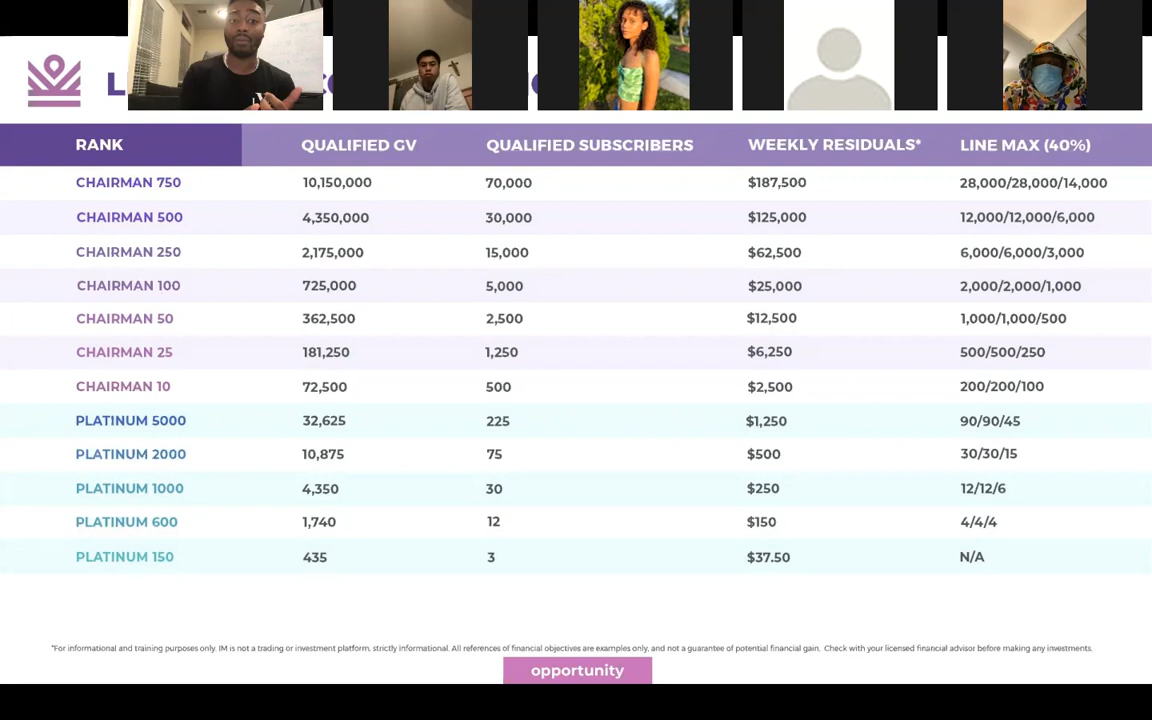 RANK QUALIFIED GV QUALIFIED SUBSCRIBERS WEEKLY RESIDUALS* LINE MAX (40%)
CHAIRMAN 750 10,150,000 70,000 $187,500 28,000/28,000/14,000
CHAIRMAN 500 4,350,000 30,000 $125,000 12,000/12,000/6,000
CHAIRMAN 250 2,175,000 15,000 $62,500 6,000/6,000/3,000
CHAIRMAN 100 725,000 5,000 $25,000 2,000/2,000/1,000
CHAIRMAN 50 362,500 2,500 $12,500 1,000/1,000/500
CHAIRMAN 25 181,250 1,250 $6,250 500/500/250
CHAIRMAN 10 72,500 500 $2,500 200/200/100
PLATINUM 5000 32,625 225 $1,250 90/90/45
PLATINUM 2000 10,875 75 $500 30/30/15
PLATINUM 1000 4,350 30 $250 12/12/6
PLATINUM 600 1,740 12 $150 4/4/4
PLATINUM 150 435 3 $37.50 N/A
*For informational and training purposes only. IM is not a trading or investment platform, strictly informational. All references of financial objectives are examples only, and not a guarantee of potential financial gain. Check with your licensed financial advisor before making any investments.
opportunity